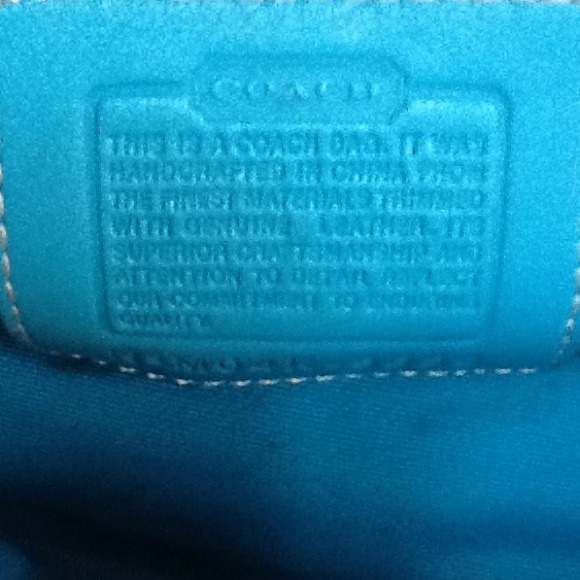 COACH
THIS IS A COACH BAG. IT WAS
HANDCRAFTED IN CHINA FROM
THE FINEST MATERIALS TRIMMED
WITH GENUINE LEATHER. ITS
SUPERIOR CRAFTMANSHIP AND
ATTENTION TO DETAIL REFLECT
OUR COMMITMENT TO ENDURING
QUALITY.